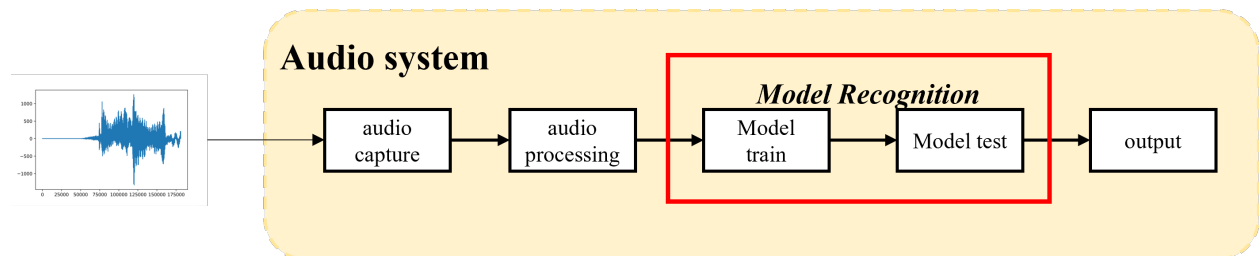 Audio system
Model Recognition
1000
500
0
−500
−1000
0 25000 50000 75000 100000 125000 150000 175000
audio
capture
audio
processing
Model
train
Model test
output